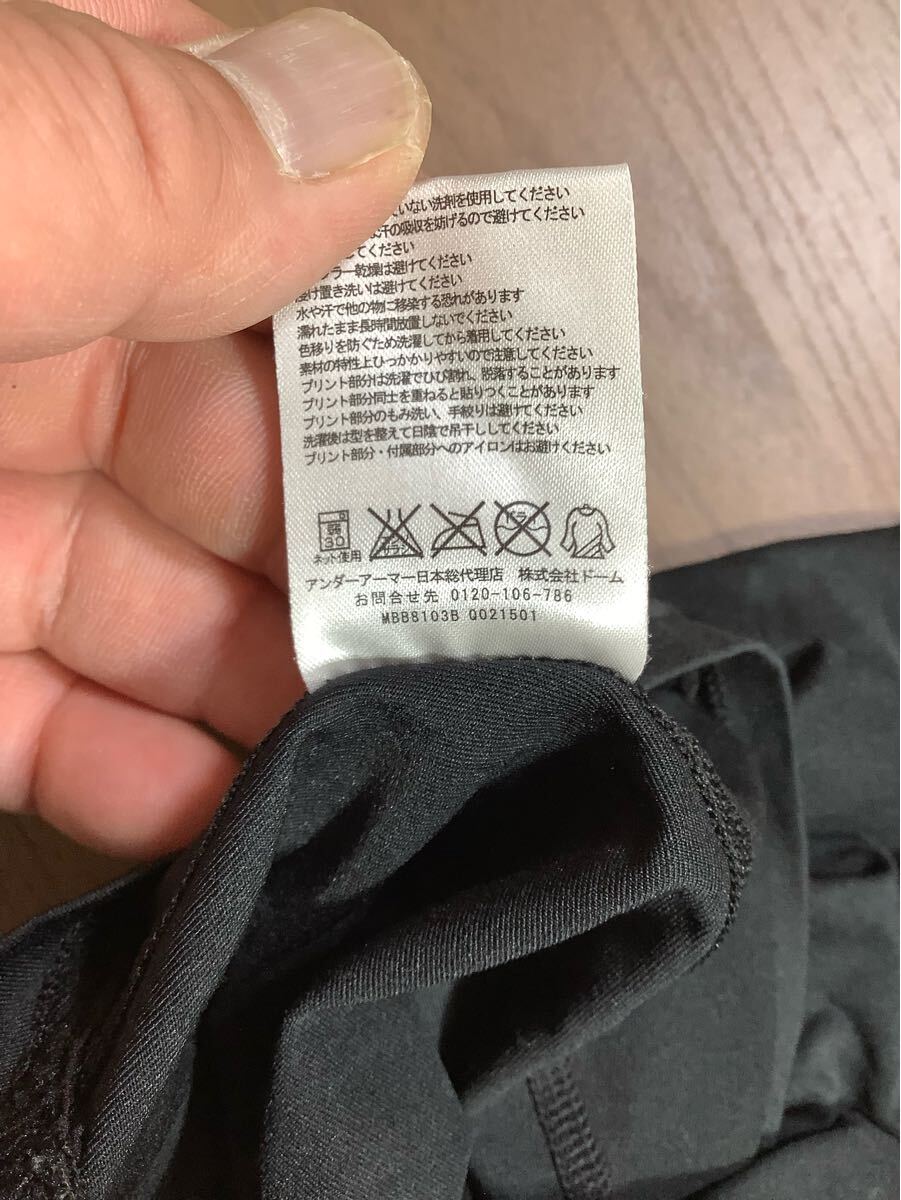 いない洗剤を使用してください
汗の吸収を妨げるので避けてください
てください
ラー乾燥は避けてください
漬け置き洗いは避けてください
水や汗で他の物に移染する恐れがあります
濡れたまま長時間放置しないでください
色移りを防ぐため洗濯してから着用してください
素材の特性上ひっかかりやすいので注意してください
プリント部分は洗濯でひび割れ、脱落することがあります
プリント部分同士を重ねると貼りつくことがあります
プリント部分のもみ洗い、手絞りは避けてください
洗濯後は型を整えて日陰で吊干ししてください
プリント部分・付属部分へのアイロンはお避けください
弱
30
ネット使用
アンダーアーマー日本総代理店 株式会社ドーム
お問合せ先 0120-106-786
MBB8103B Q021501